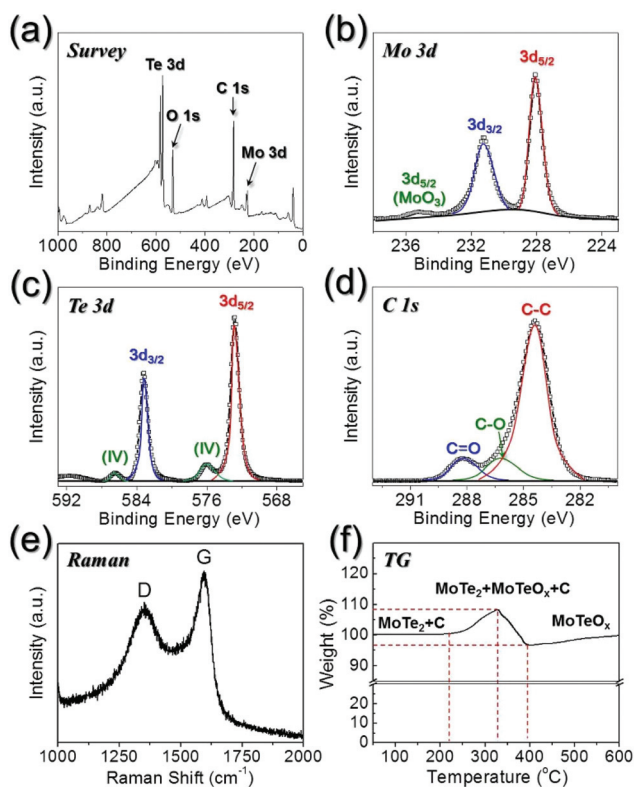 (a)
Survey
Te 3d
O 1s
C 1s
Mo 3d
Intensity (a.u.)
1000 800 600 400 200 0
Binding Energy (eV)
(b)
Mo 3d
3d5/2
3d3/2
3d5/2
(MoO3)
Intensity (a.u.)
236 232 228 224
Binding Energy (eV)
(c)
Te 3d
3d5/2
3d3/2
(IV)
(IV)
Intensity (a.u.)
592 584 576 568
Binding Energy (eV)
(d)
C 1s
C-C
C-O
C=O
Intensity (a.u.)
291 288 285 282
Binding Energy (eV)
(e)
Raman
D
G
Intensity (a.u.)
1000 1250 1500 1750 2000
Raman Shift (cm-1)
(f)
TG
MoTe2+MoTeOx+C
MoTe2+C
MoTeOx
Weight (%)
120
110
100
90
20
10
0
100 200 300 400 500 600
Temperature (oC)